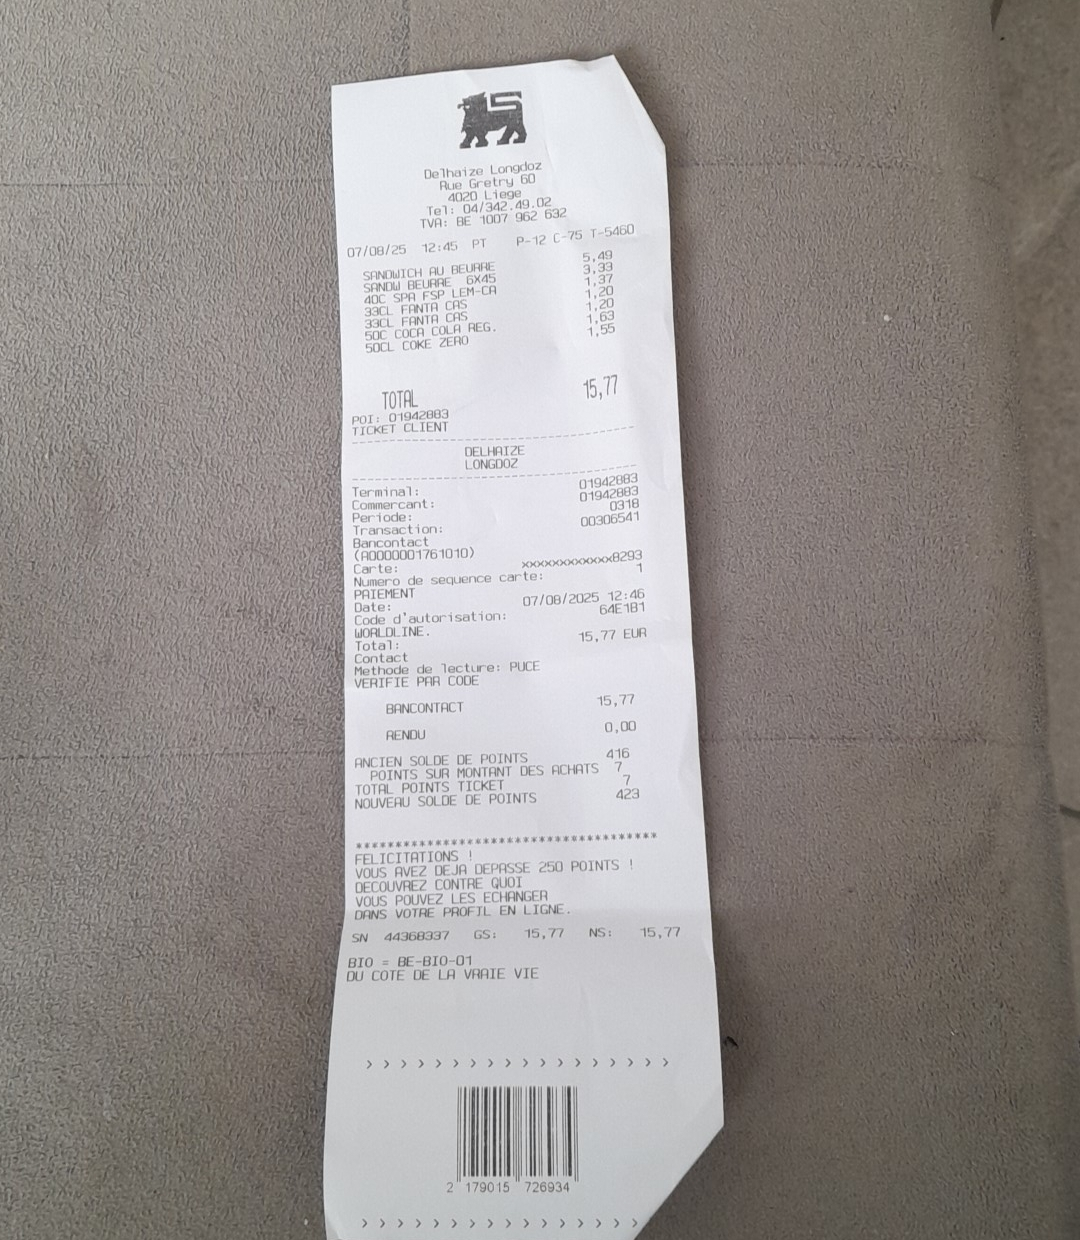 Delhaize Longdoz
Rue Gretry 60
4020 Liege
Tel: 04/342.49.02
TVA: BE 1007 962 632
07/08/25 12:45 PT P-12 C-75 T-5460
SANDWICH AU BEURRE 5,49
SANDW BEURRE 6X45 3,33
40C SPA FSP LEM-CA 1,37
33CL FANTA CAS 1,20
33CL FANTA CAS 1,20
50C COCA COLA REG. 1,63
50CL COKE ZERO 1,55
TOTAL 15,77
POI: 01942883
TICKET CLIENT
DELHAIZE
LONGDOZ
Terminal: 01942883
Commercant: 01942883
Periode: 0318
Transaction: 00306541
Bancontact
(A0000001761010)
Carte: xxxxxxxxxxxx8293
Numero de sequence carte: 1
PAIEMENT
Date: 07/08/2025 12:46
Code d'autorisation: 64E1B1
WORLDLINE.
Total: 15,77 EUR
Contact
Methode de lecture: PUCE
VERIFIE PAR CODE
BANCONTACT 15,77
RENDU 0,00
ANCIEN SOLDE DE POINTS 416
POINTS SUR MONTANT DES ACHATS 7
TOTAL POINTS TICKET 7
NOUVEAU SOLDE DE POINTS 423
*************************************
FELICITATIONS !
VOUS AVEZ DEJA DEPASSE 250 POINTS !
DECOUVREZ CONTRE QUOI
VOUS POUVEZ LES ECHANGER
DANS VOTRE PROFIL EN LIGNE.
SN 44368337 GS: 15,77 NS: 15,77
BIO = BE-BIO-01
DU COTE DE LA VRAIE VIE
› › › › › › › › › › › › › › › › › ›
2 179015 726934
› › › › › › › › › › › › › › › › ›